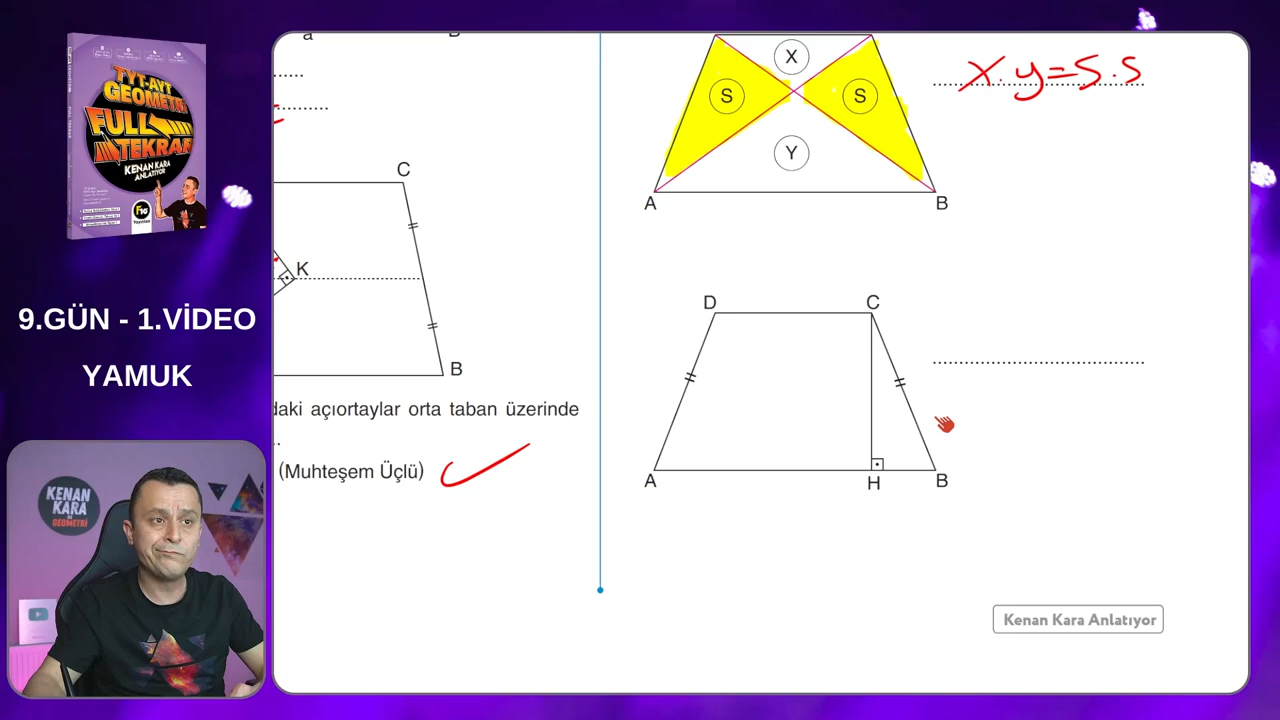 TYT-AYT
GEOMETRİ
FULL
TEKRAR
KENAN KARA
ANLATIYOR
9.GÜN - 1.VİDEO
YAMUK
KENAN
KARA
GEOMETRİ
a
C
K
B
daki açıortaylar orta taban üzerinde
(Muhteşem Üçlü)
X
S
S
Y
A
B
X.y=S.S
D
C
A
H
B
Kenan Kara Anlatıyor